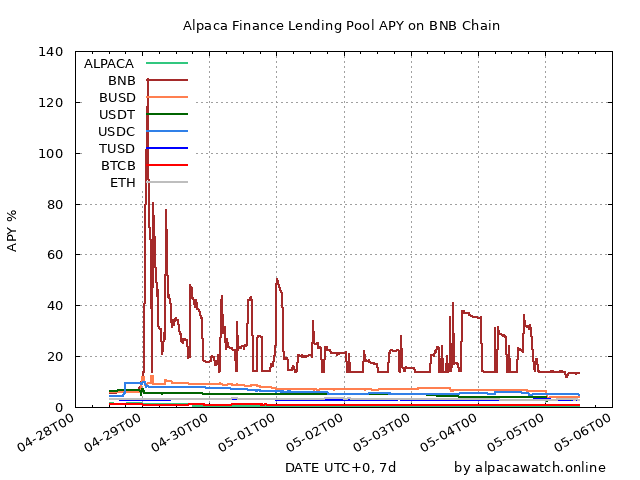 Alpaca Finance Lending Pool APY on BNB Chain
140
120
100
80
60
40
20
0
APY %
ALPACA
BNB
BUSD
USDT
USDC
TUSD
BTCB
ETH
04-28T00
04-29T00
04-30T00
05-01T00
05-02T00
05-03T00
05-04T00
05-05T00
05-06T00
DATE UTC+0, 7d
by alpacawatch.online